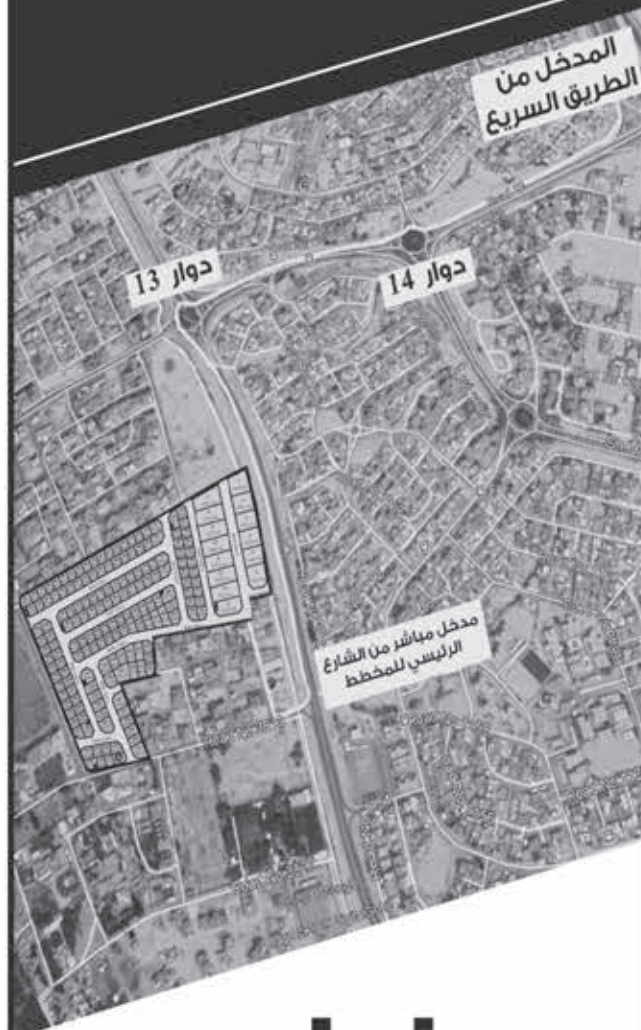 المدخل من
الطريق السريع
دوار 14
دوار 13
مدخل مباشر من الشارع
الرئيسي للمخطط